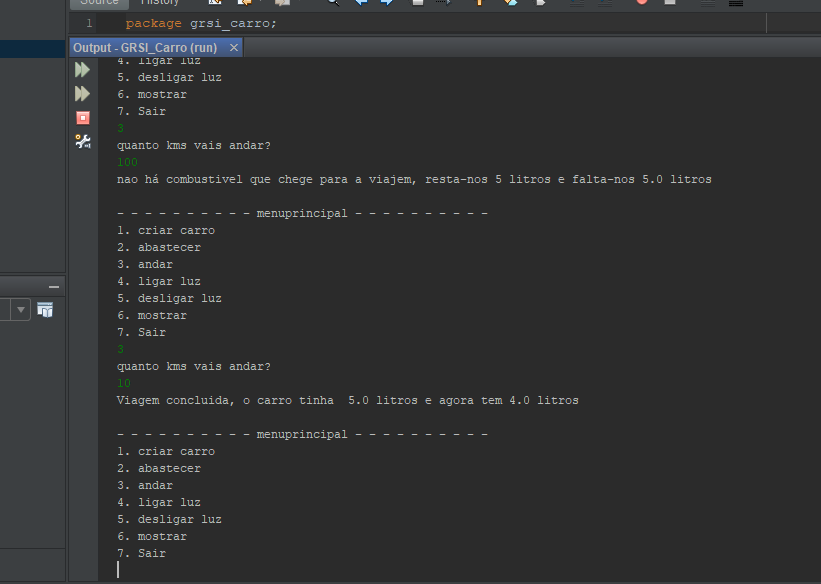 Source History
1 package grsi_carro;
Output - GRSI_Carro (run) ×
4. ligar luz
5. desligar luz
6. mostrar
7. Sair
3
quanto kms vais andar?
100
nao há combustivel que chege para a viajem, resta-nos 5 litros e falta-nos 5.0 litros
- - - - - - - - - - menuprincipal - - - - - - - - - -
1. criar carro
2. abastecer
3. andar
4. ligar luz
5. desligar luz
6. mostrar
7. Sair
3
quanto kms vais andar?
10
Viagem concluida, o carro tinha  5.0 litros e agora tem 4.0 litros
- - - - - - - - - - menuprincipal - - - - - - - - - -
1. criar carro
2. abastecer
3. andar
4. ligar luz
5. desligar luz
6. mostrar
7. Sair